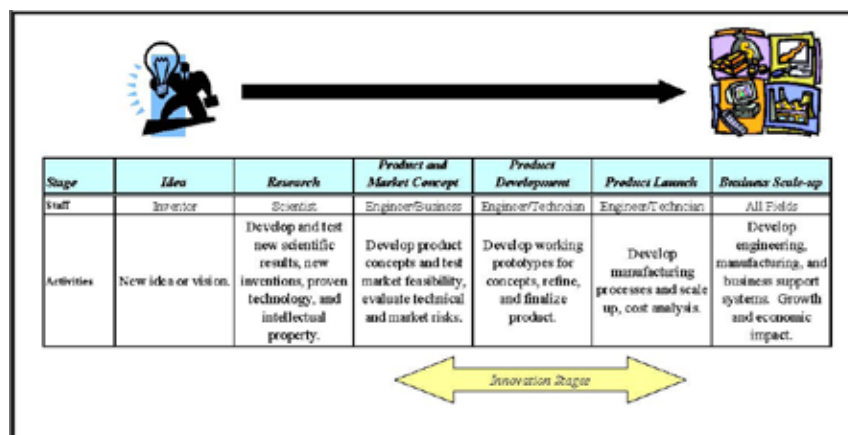 Stage Idea Research Product and Market Concept Product Development Product Launch Business Scale-up
Staff Inventor Scientist Engineer/Business Engineer/Technician Engineer/Technician All Fields
Activities
New idea or vision.
Develop and test
new scientific
results, new
inventions, proven
technology, and
intellectual
property.
Develop product
concepts and test
market feasibility,
evaluate technical
and market risks.
Develop working
prototypes for
concepts, refine,
and finalize
product.
Develop
manufacturing
processes and scale
up, cost analysis.
Develop
engineering,
manufacturing, and
business support
systems. Growth
and economic
impact.
Innovation Stages